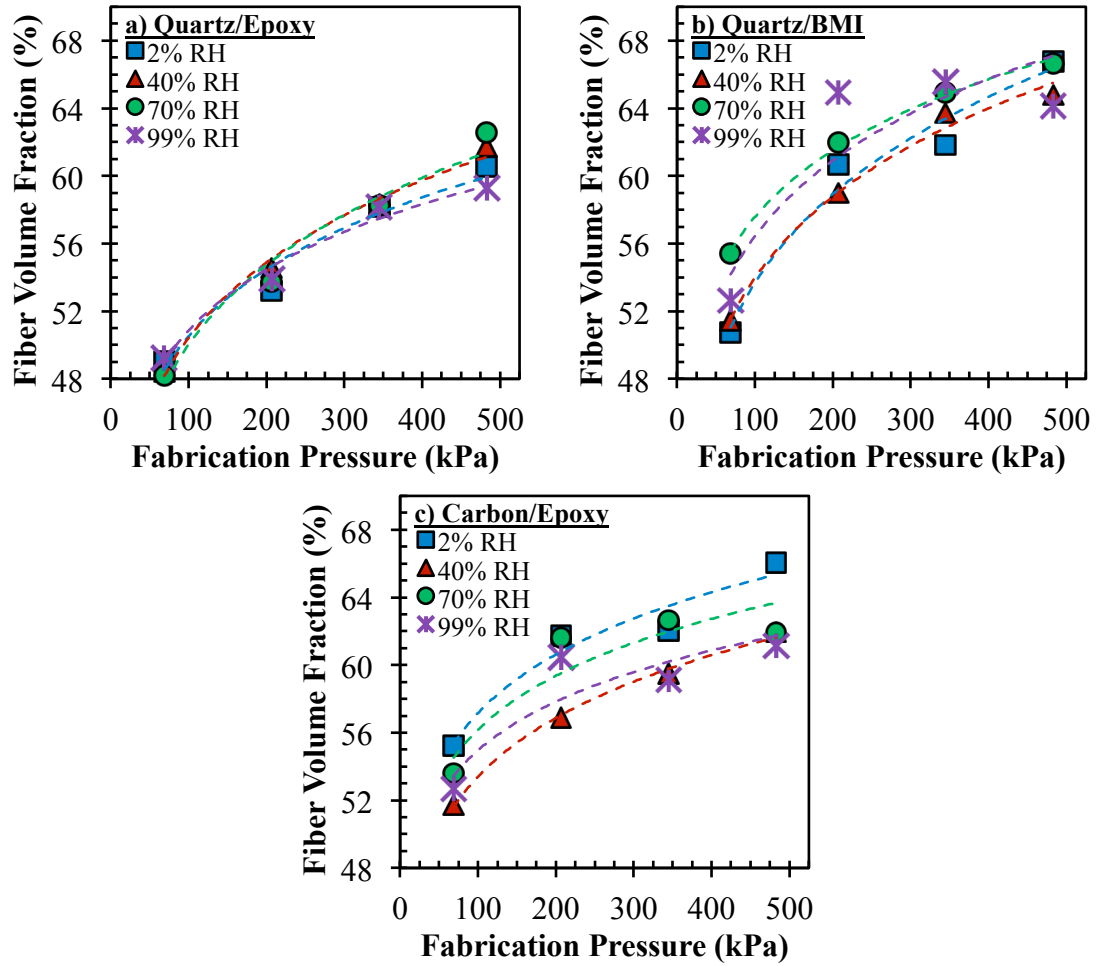 Fiber Volume Fraction (%)
68
64
60
56
52
48
a) Quartz/Epoxy
2% RH
40% RH
70% RH
99% RH
0 100 200 300 400 500
Fabrication Pressure (kPa)
Fiber Volume Fraction (%)
68
64
60
56
52
48
b) Quartz/BMI
2% RH
40% RH
70% RH
99% RH
0 100 200 300 400 500
Fabrication Pressure (kPa)
Fiber Volume Fraction (%)
68
64
60
56
52
48
c) Carbon/Epoxy
2% RH
40% RH
70% RH
99% RH
0 100 200 300 400 500
Fabrication Pressure (kPa)